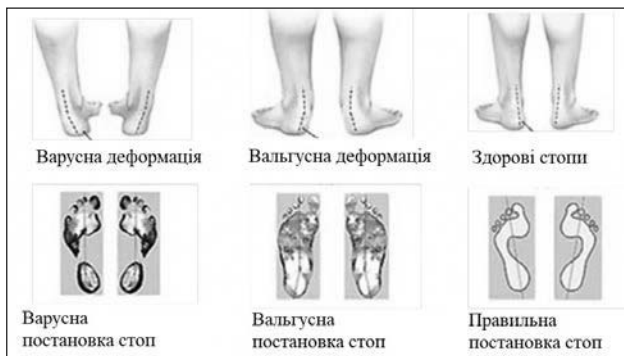 Варусна деформація
Вальгусна деформація
Здорові стопи
Варусна
постановка стоп
Вальгусна
постановка стоп
Правильна
постановка стоп